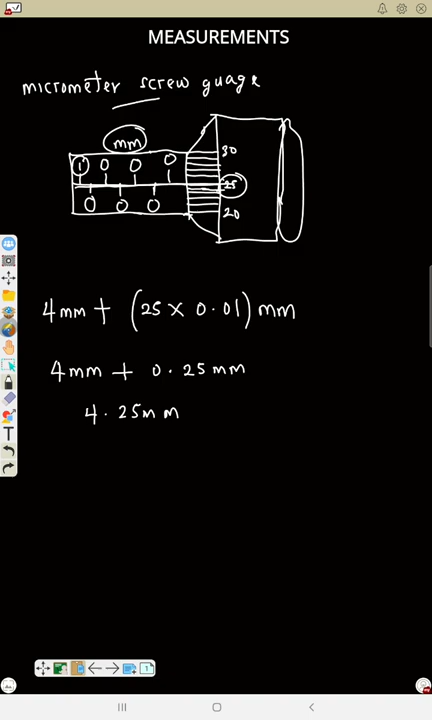 MEASUREMENTS
micrometer screw guage
mm
1 0 0 0
30
25
0 0 0
20
4mm + (25 × 0.01) mm
4mm + 0.25mm
4.25mm
T
1